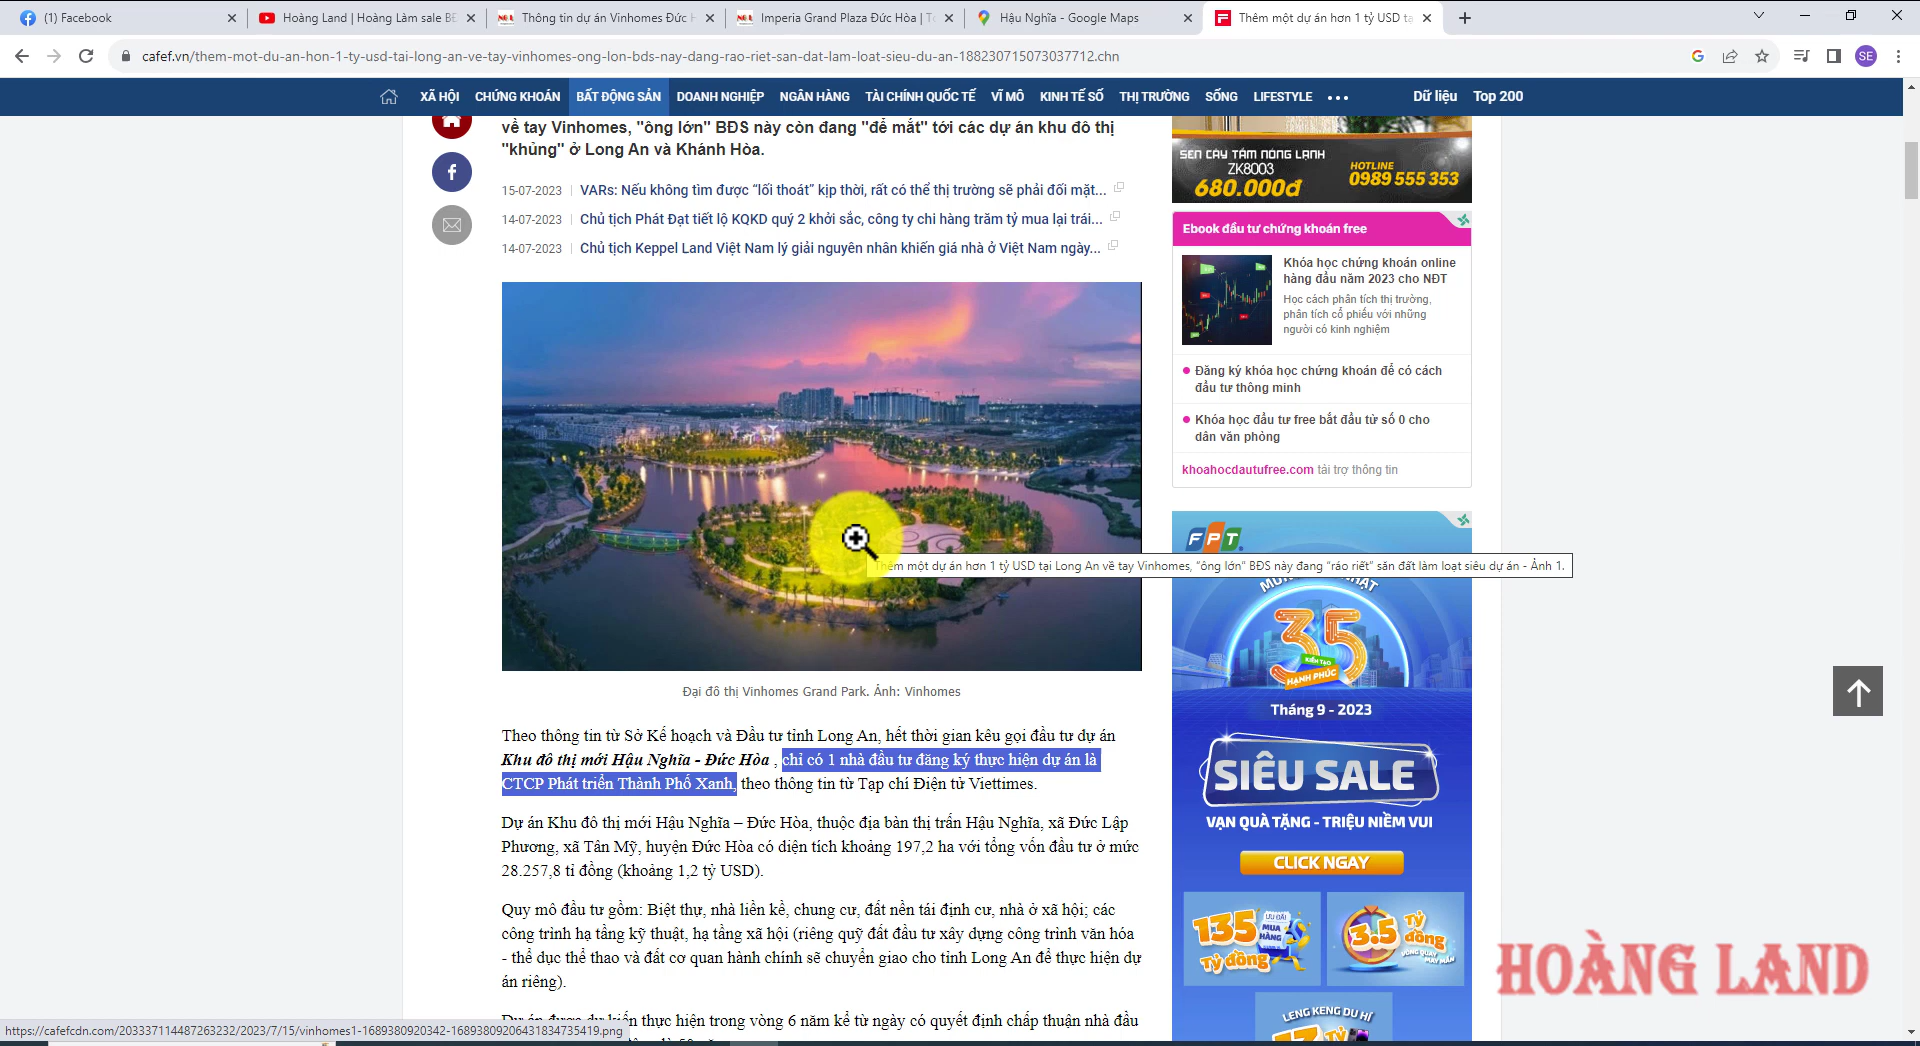 (1) Facebook
Hoàng Land | Hoàng Làm sale BĐ
Thông tin dự án Vinhomes Đức H
Imperia Grand Plaza Đức Hòa | Tổ
Hậu Nghĩa - Google Maps
Thêm một dự án hơn 1 tỷ USD tạ
cafef.vn/them-mot-du-an-hon-1-ty-usd-tai-long-an-ve-tay-vinhomes-ong-lon-bds-nay-dang-rao-riet-san-dat-lam-loat-sieu-du-an-188230715073037712.chn
SE
XÃ HỘI CHỨNG KHOÁN BẤT ĐỘNG SẢN DOANH NGHIỆP NGÂN HÀNG TÀI CHÍNH QUỐC TẾ VĨ MÔ KINH TẾ SỐ THỊ TRƯỜNG SỐNG LIFESTYLE ••• Dữ liệu Top 200
về tay Vinhomes, "ông lớn" BĐS này còn đang "để mắt" tới các dự án khu đô thị
"khủng" ở Long An và Khánh Hòa.
15-07-2023 VARs: Nếu không tìm được “lối thoát” kịp thời, rất có thể thị trường sẽ phải đối mặt...
14-07-2023 Chủ tịch Phát Đạt tiết lộ KQKD quý 2 khởi sắc, công ty chi hàng trăm tỷ mua lại trái...
14-07-2023 Chủ tịch Keppel Land Việt Nam lý giải nguyên nhân khiến giá nhà ở Việt Nam ngày...
Thêm một dự án hơn 1 tỷ USD tại Long An về tay Vinhomes, “ông lớn” BĐS này đang “ráo riết” săn đất làm loạt siêu dự án - Ảnh 1.
Đại đô thị Vinhomes Grand Park. Ảnh: Vinhomes
Theo thông tin từ Sở Kế hoạch và Đầu tư tỉnh Long An, hết thời gian kêu gọi đầu tư dự án
Khu đô thị mới Hậu Nghĩa - Đức Hòa , chỉ có 1 nhà đầu tư đăng ký thực hiện dự án là
CTCP Phát triển Thành Phố Xanh, theo thông tin từ Tạp chí Điện tử Viettimes.
Dự án Khu đô thị mới Hậu Nghĩa – Đức Hòa, thuộc địa bàn thị trấn Hậu Nghĩa, xã Đức Lập
Phương, xã Tân Mỹ, huyện Đức Hòa có diện tích khoảng 197,2 ha với tổng vốn đầu tư ở mức
28.257,8 tỉ đồng (khoảng 1,2 tỷ USD).
Quy mô đầu tư gồm: Biệt thự, nhà liền kề, chung cư, đất nền tái định cư, nhà ở xã hội; các
công trình hạ tầng kỹ thuật, hạ tầng xã hội (riêng quỹ đất đầu tư xây dựng công trình văn hóa
- thể dục thể thao và đất cơ quan hành chính sẽ chuyển giao cho tỉnh Long An để thực hiện dự
án riêng).
Dự án được dự kiến thực hiện trong vòng 6 năm kể từ ngày có quyết định chấp thuận nhà đầu
https://cafefcdn.com/203337114487263232/2023/7/15/vinhomes1-1689380920342-16893809206431834735419.png
SEN CÂY TẮM NÓNG LẠNH
ZK8003
680.000đ
HOTLINE
0989 555 353
Ebook đầu tư chứng khoán free
Khóa học chứng khoán online
hàng đầu năm 2023 cho NĐT
Học cách phân tích thị trường,
phân tích cổ phiếu với những
người có kinh nghiệm
Đăng ký khóa học chứng khoán để có cách
đầu tư thông minh
Khóa học đầu tư free bắt đầu từ số 0 cho
dân văn phòng
khoahocdautufree.com tài trợ thông tin
FPT
35
KIẾN TẠO
HẠNH PHÚC
Tháng 9 - 2023
SIÊU SALE
VẠN QUÀ TẶNG - TRIỆU NIỀM VUI
CLICK NGAY
135
Tỷ đồng
ƯU ĐÃI
MUA
HÀNG
3.5 Tỷ
đồng
VÒNG QUAY
MAY MẮN
LENG KENG DU HÍ
HOÀNG LAND